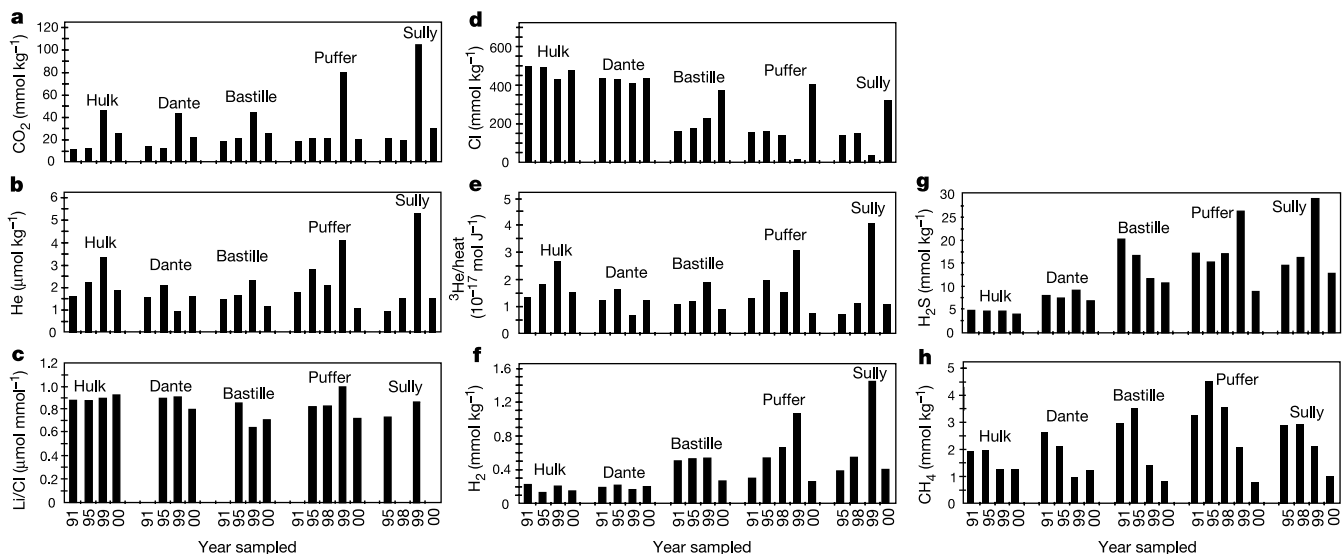 a
CO2 (mmol kg–1)
120
100
80
60
40
20
0
Hulk
Dante
Bastille
Puffer
Sully
b
He (μmol kg–1)
6
5
4
3
2
1
0
Hulk
Dante
Bastille
Puffer
Sully
c
Li/Cl (μmol mmol–1)
1.2
1.0
0.8
0.6
0.4
0.2
0
Hulk
Dante
Bastille
Puffer
Sully
91 95 99 00 91 95 99 00 91 95 99 00 91 95 98 99 00 95 98 99 00
Year sampled
d
Cl (mmol kg–1)
600
400
200
0
Hulk
Dante
Bastille
Puffer
Sully
e
3He/heat
(10–17 mol J–1)
5
4
3
2
1
0
Hulk
Dante
Bastille
Puffer
Sully
f
H2 (mmol kg–1)
1.6
1.2
0.8
0.4
0
Hulk
Dante
Bastille
Puffer
Sully
91 95 99 00 91 95 99 00 91 95 99 00 91 95 98 99 00 95 98 99 00
Year sampled
g
H2S (mmol kg–1)
30
25
20
15
10
5
0
Hulk
Dante
Bastille
Puffer
Sully
h
CH4 (mmol kg–1)
5
4
3
2
1
0
Hulk
Dante
Bastille
Puffer
Sully
91 95 99 00 91 95 99 00 91 95 99 00 91 95 98 99 00 95 98 99 00
Year sampled